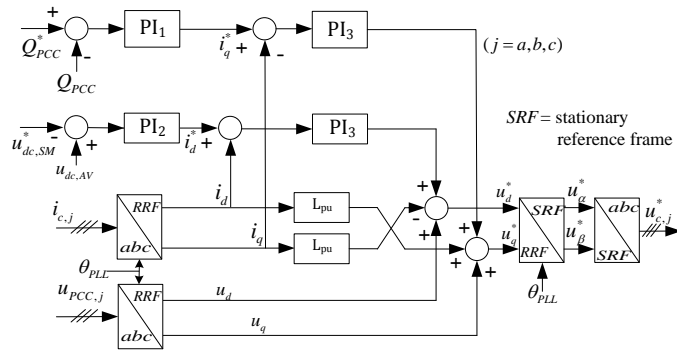 + PI₁ + PI₃
Q*PCC - i*q - (j = a,b,c)
QPCC
PI₂ PI₃ SRF = stationary
u*dc,SM - + i*d + reference frame
udc,AV
ic,j RRF id Lpu + - + u*d SRF u*α abc u*c,j
abc iq Lpu + + + u*q RRF u*β SRF
θPLL θPLL
uPCC,j RRF ud
abc uq